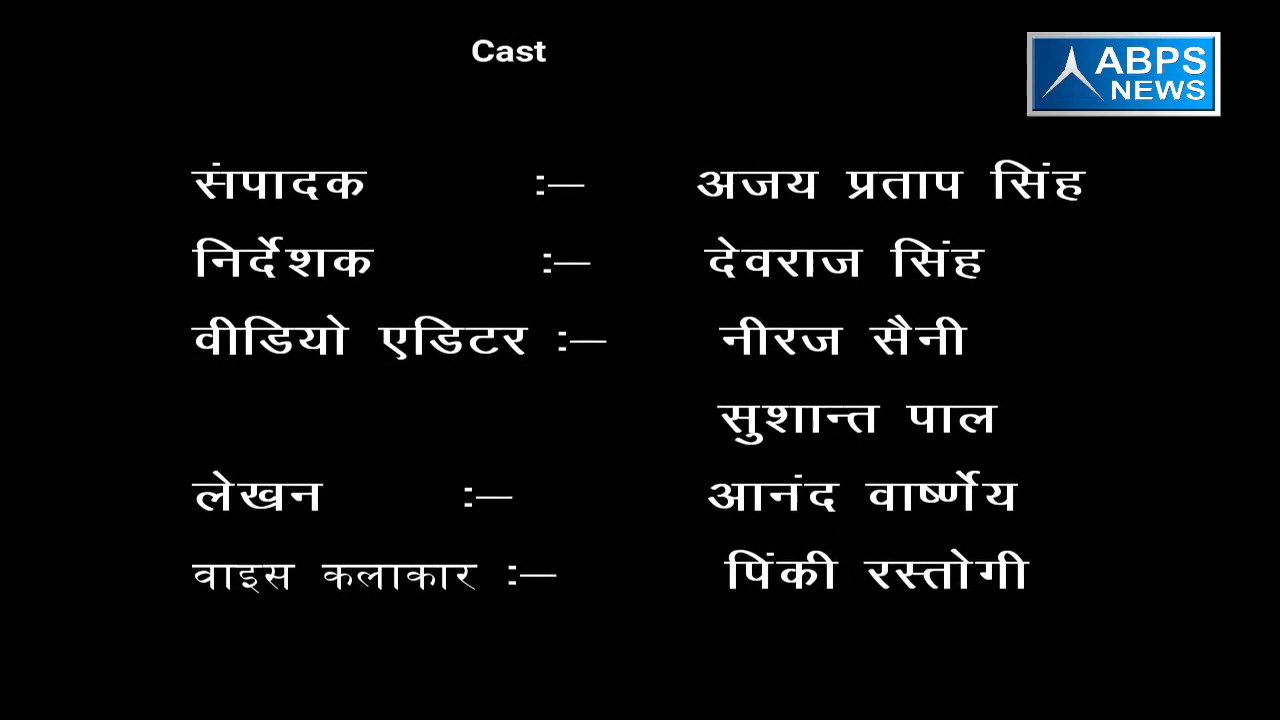 Cast
ABPS
NEWS
संपादक :— अजय प्रताप सिंह
निर्देशक :— देवराज सिंह
वीडियो एडिटर :— नीरज सैनी
सुशान्त पाल
लेखन :— आनंद वार्ष्णेय
वाइस कलाकार :— पिंकी रस्तोगी